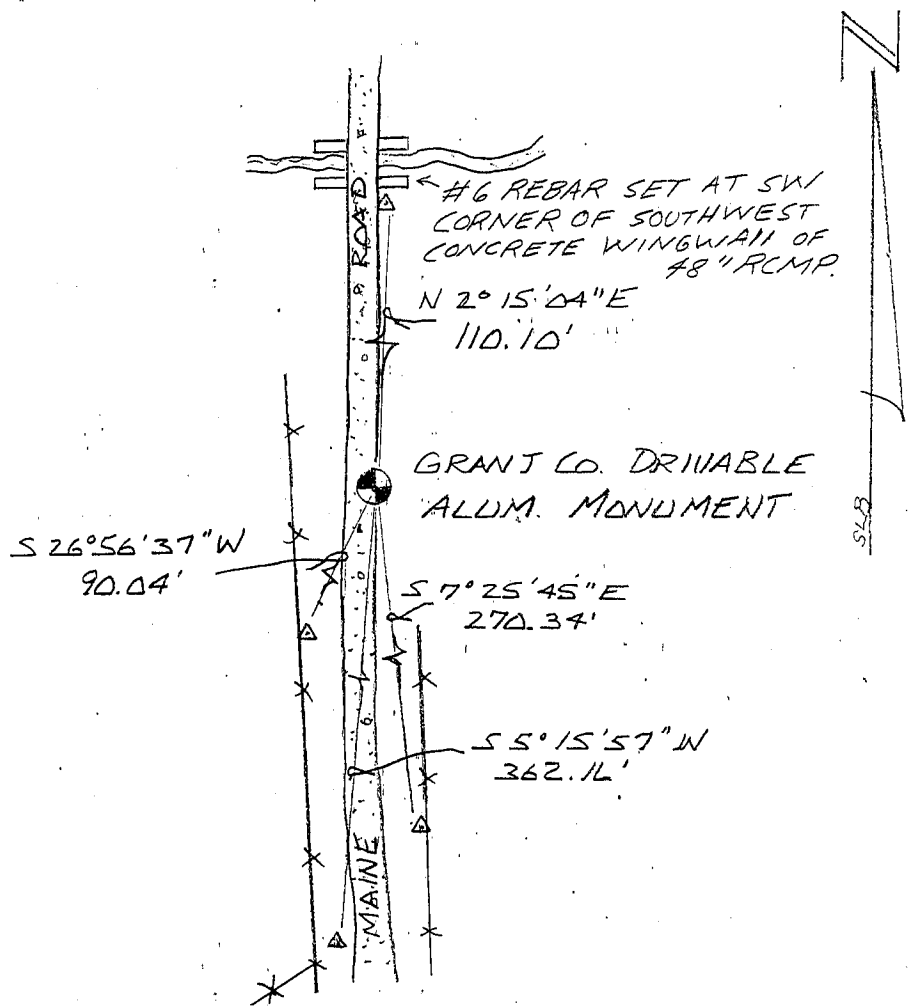 N
ROAD
#6 REBAR SET AT SW
CORNER OF SOUTHWEST
CONCRETE WINGWALL OF
48" RCMP.
N 2° 15' 04" E
110.10'
GRANT CO. DRIVABLE
ALUM. MONUMENT
SLB
S 26° 56' 37" W
90.04'
S 7° 25' 45" E
270.34'
S 5° 15' 57" W
MAINE